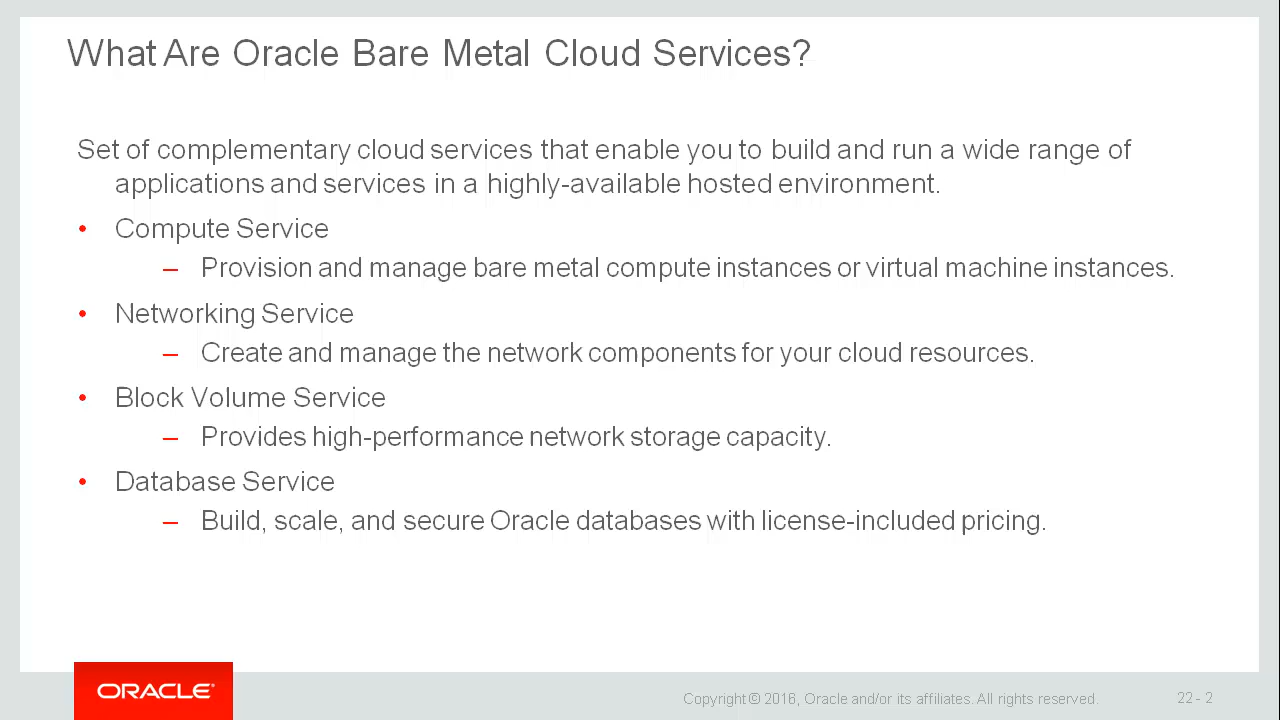 What Are Oracle Bare Metal Cloud Services?
Set of complementary cloud services that enable you to build and run a wide range of
applications and services in a highly-available hosted environment.
• Compute Service
– Provision and manage bare metal compute instances or virtual machine instances.
• Networking Service
– Create and manage the network components for your cloud resources.
• Block Volume Service
– Provides high-performance network storage capacity.
• Database Service
– Build, scale, and secure Oracle databases with license-included pricing.
ORACLE®
Copyright © 2016, Oracle and/or its affiliates. All rights reserved.
22 - 2